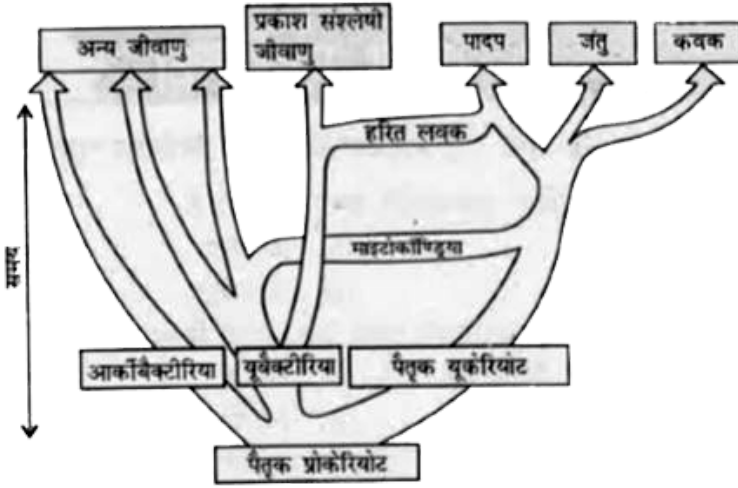 अन्य जीवाणु
प्रकाश संश्लेषी
जीवाणु
पादप
जंतु
कवक
हरित लवक
समय
माइटोकॉण्ड्रिया
आर्कीबैक्टीरिया
यूबैक्टीरिया
पैतृक यूकेरियोट
पैतृक प्रोकेरियोट